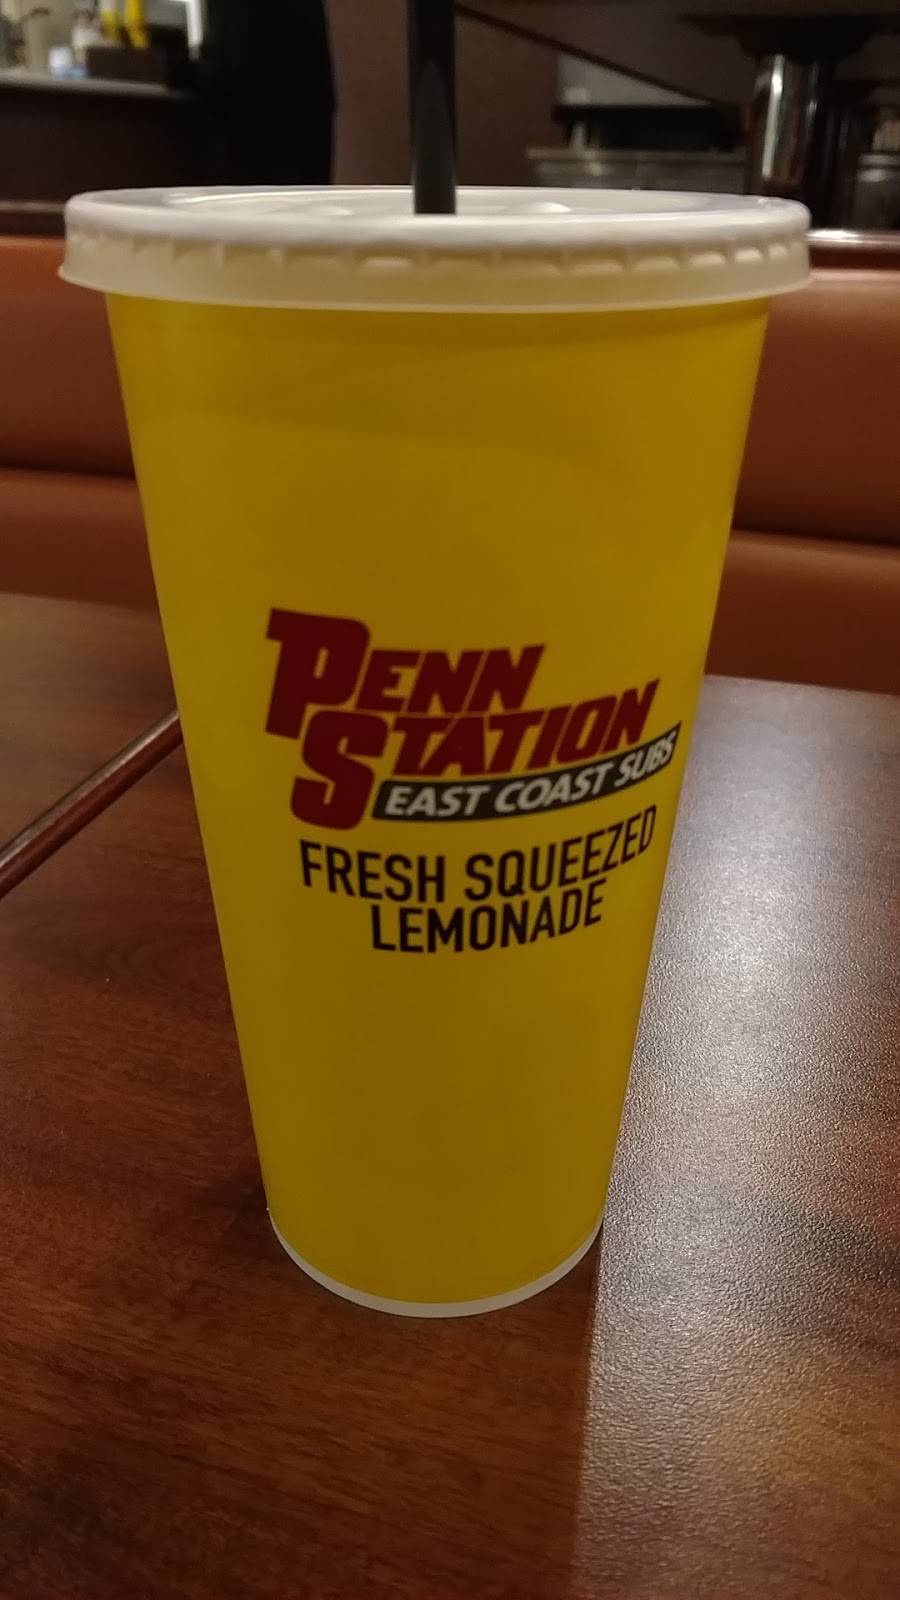 PENN
STATION
EAST COAST SUBS
FRESH SQUEEZED
LEMONADE